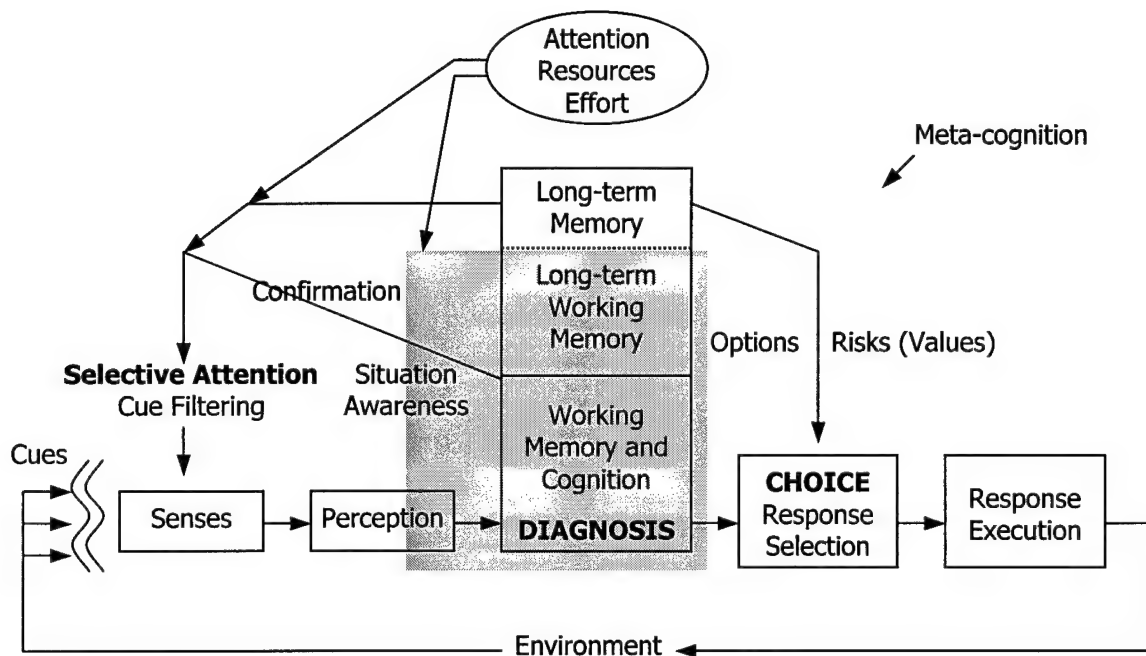 Attention
Resources
Effort
Meta-cognition
Long-term
Memory
Confirmation
Long-term
Working
Memory
Options
Risks (Values)
Selective Attention
Cue Filtering
Situation
Awareness
Working
Memory and
Cognition
DIAGNOSIS
Cues
Senses
Perception
CHOICE
Response
Selection
Response
Execution
Environment